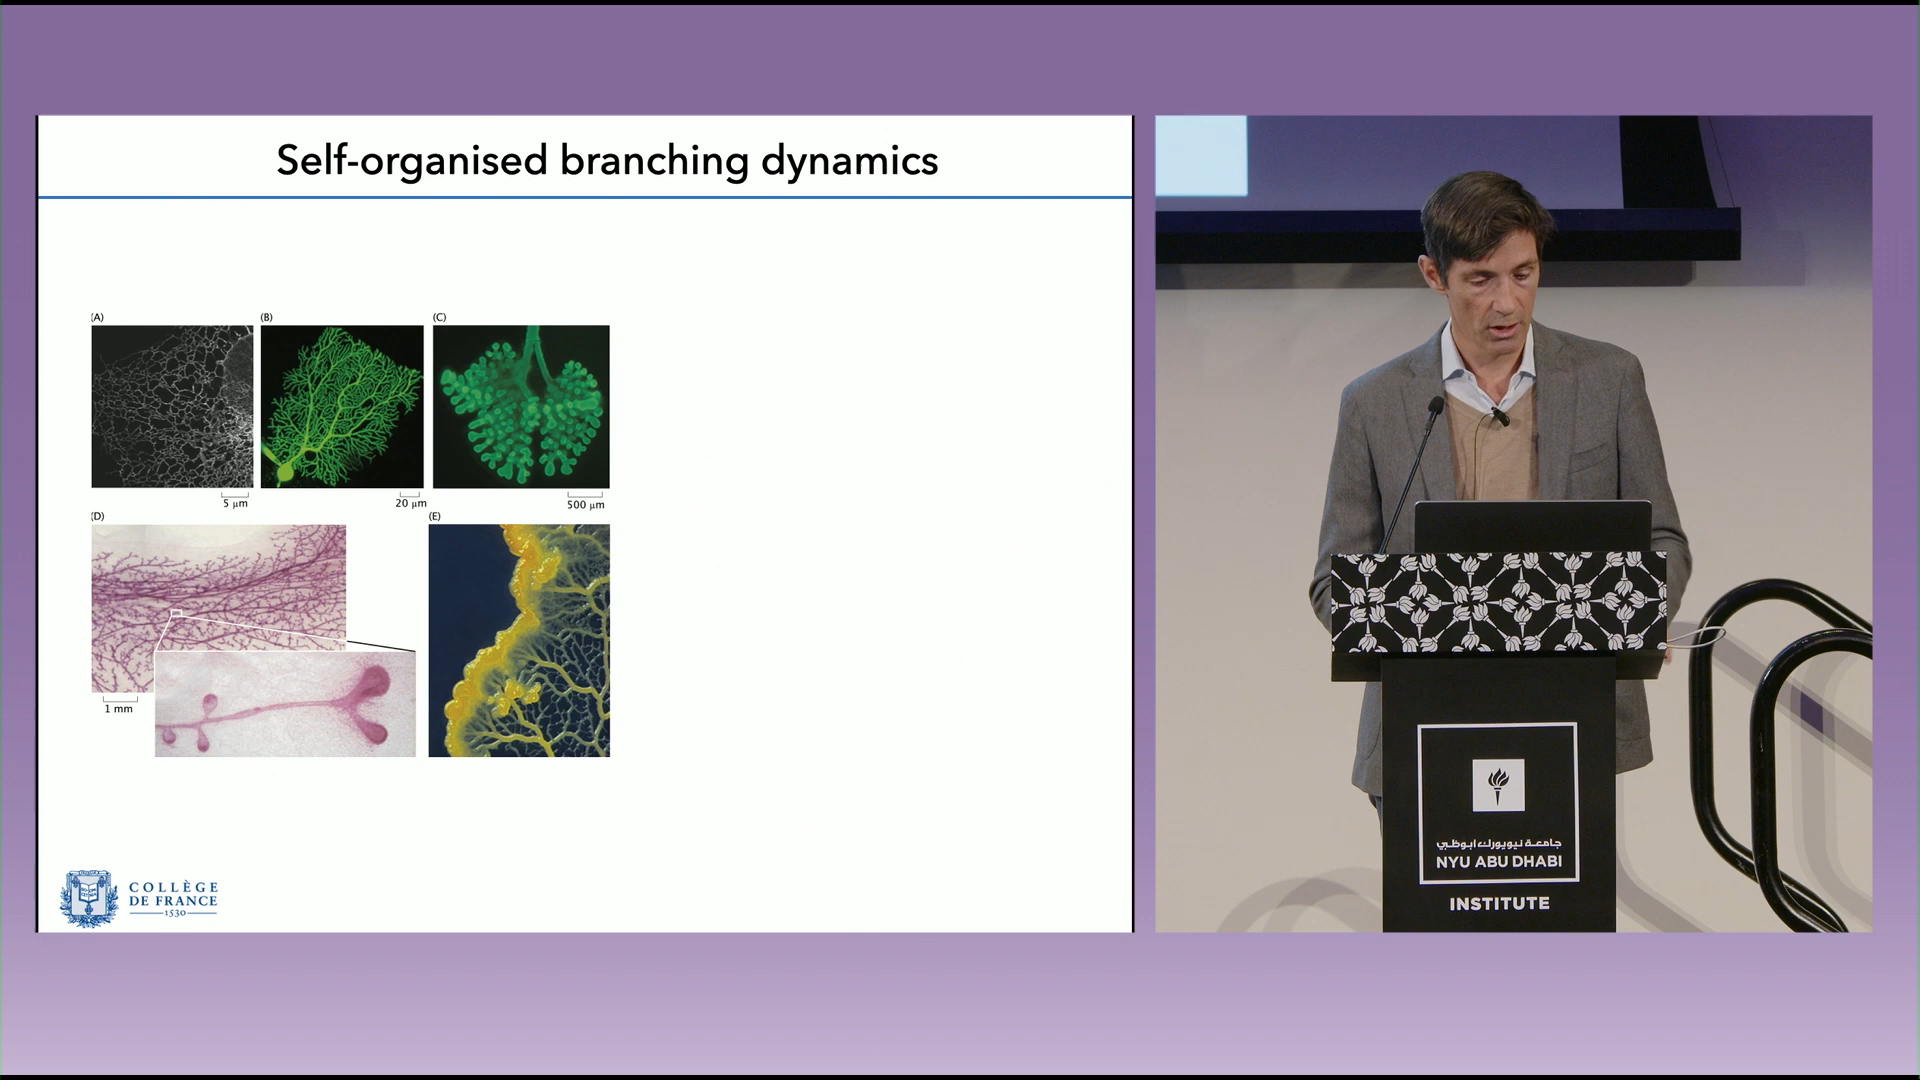 Self-organised branching dynamics
(A)
(B)
(C)
5 μm
20 μm
500 μm
(D)
(E)
1 mm
COLLÈGE
DE FRANCE
1530
جامعة نيويورك أبوظبي
NYU ABU DHABI
INSTITUTE